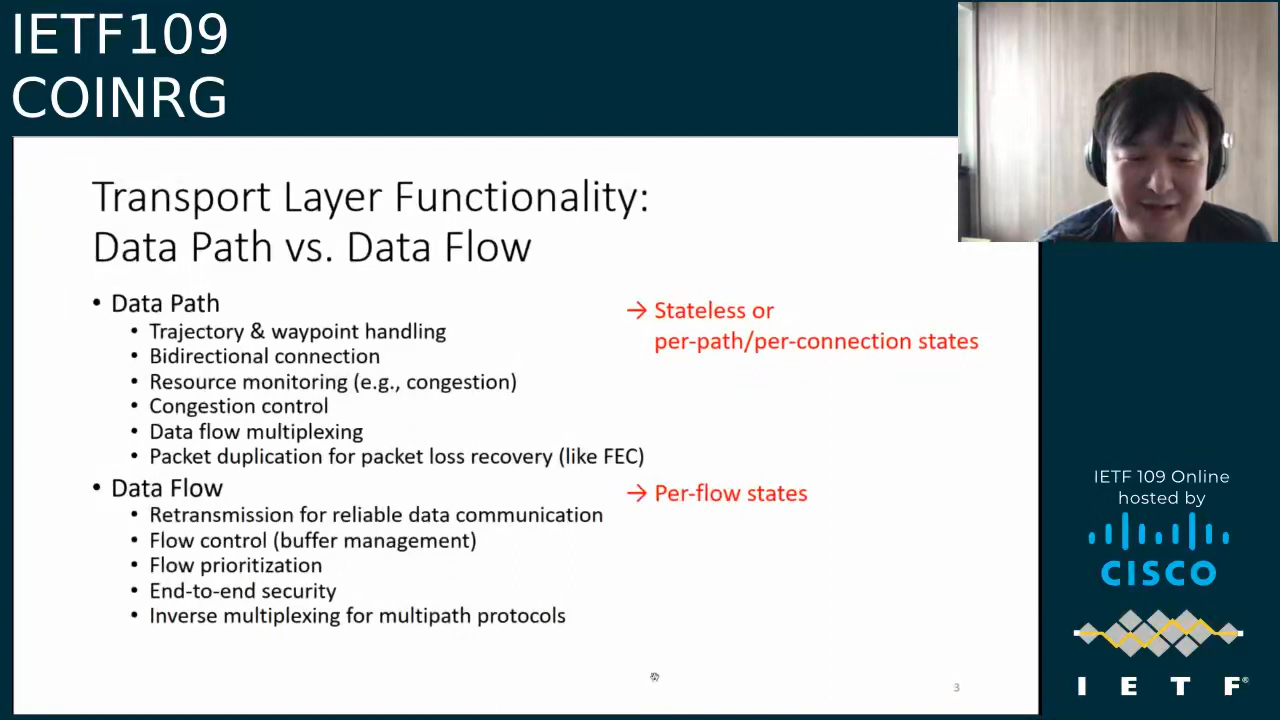 IETF109
COINRG
Transport Layer Functionality:
Data Path vs. Data Flow
• Data Path
• Trajectory & waypoint handling
• Bidirectional connection
• Resource monitoring (e.g., congestion)
• Congestion control
• Data flow multiplexing
• Packet duplication for packet loss recovery (like FEC)
→ Stateless or
per-path/per-connection states
• Data Flow
→ Per-flow states
• Retransmission for reliable data communication
• Flow control (buffer management)
• Flow prioritization
• End-to-end security
• Inverse multiplexing for multipath protocols
3
IETF 109 Online
hosted by
CISCO
I E T F®